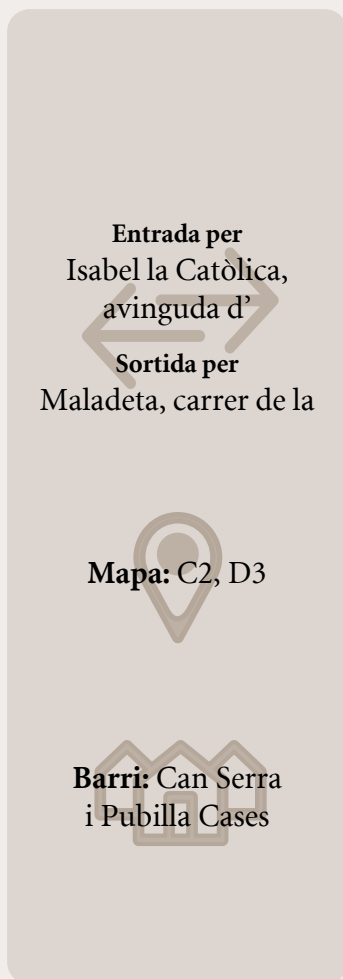 Entrada per
Isabel la Catòlica,
avinguda d’
Sortida per
Maladeta, carrer de la
Mapa: C2, D3
Barri: Can Serra
i Pubilla Cases